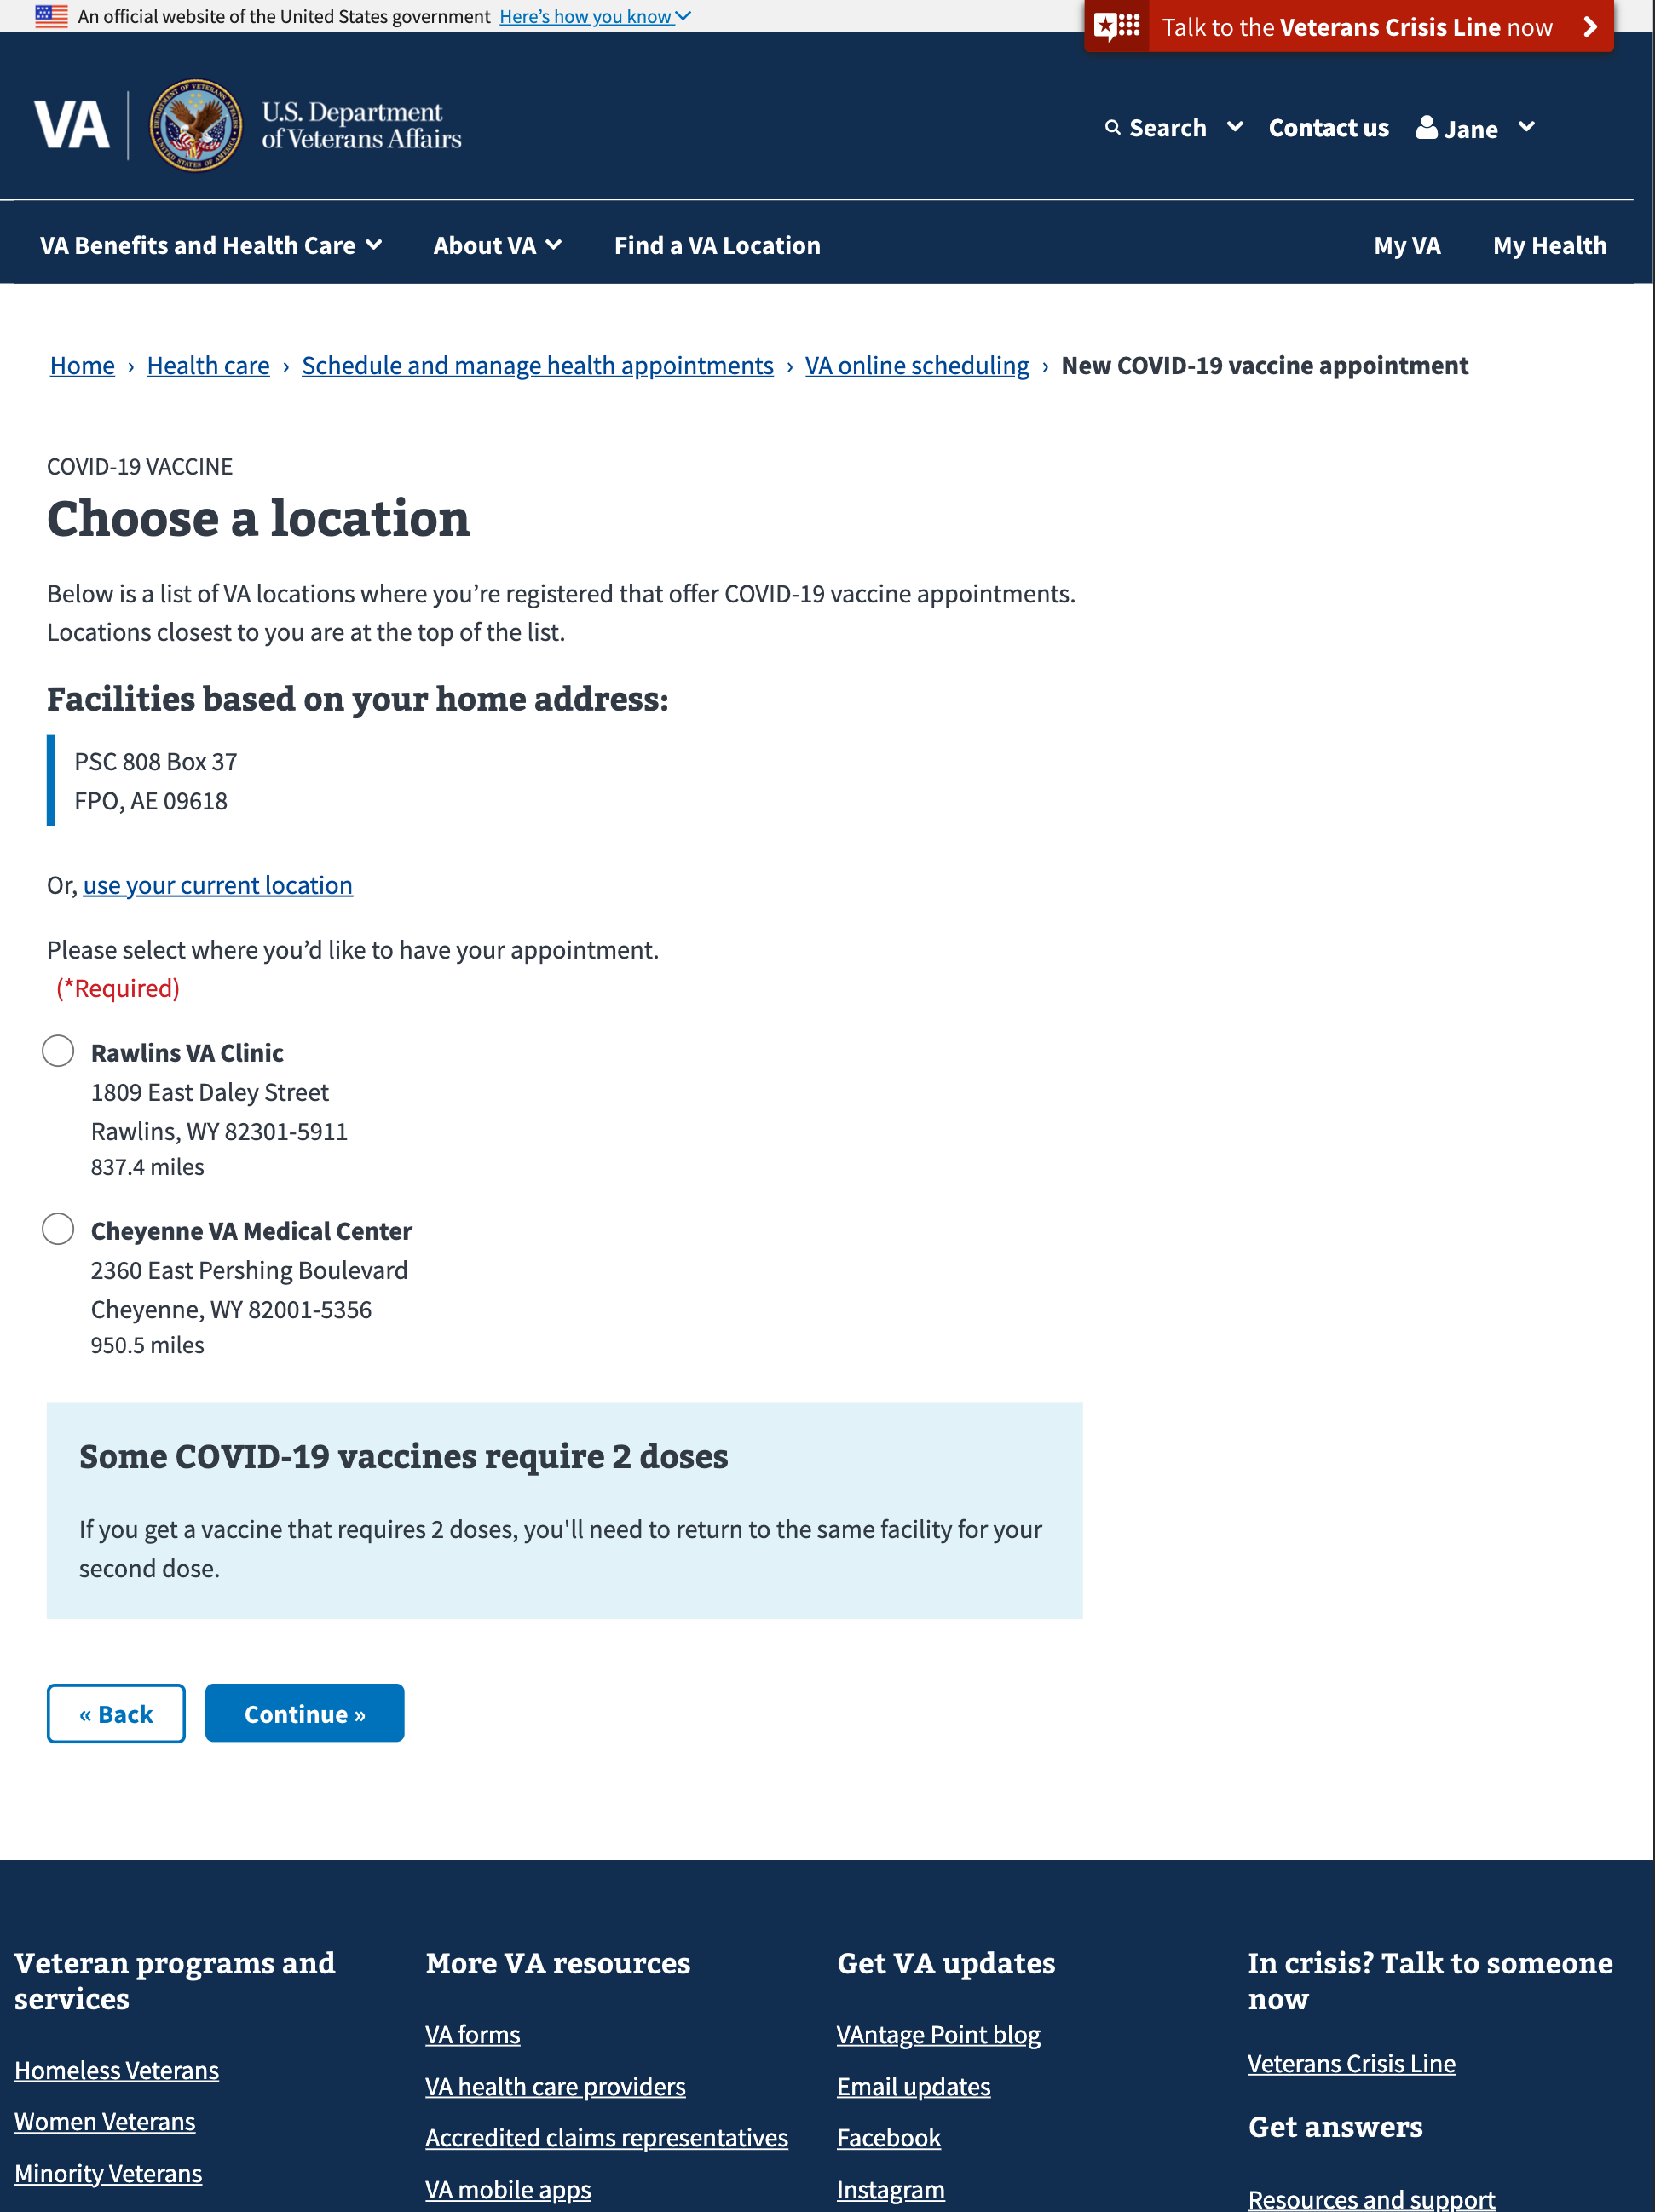 An official website of the United States government Here’s how you know
Talk to the Veterans Crisis Line now
VA
U.S. Department
of Veterans Affairs
Search
Contact us
Jane
VA Benefits and Health Care
About VA
Find a VA Location
My VA
My Health
Home › Health care › Schedule and manage health appointments › VA online scheduling › New COVID-19 vaccine appointment
COVID-19 VACCINE
Choose a location
Below is a list of VA locations where you’re registered that offer COVID-19 vaccine appointments.
Locations closest to you are at the top of the list.
Facilities based on your home address:
PSC 808 Box 37
FPO, AE 09618
Or, use your current location
Please select where you’d like to have your appointment.
(*Required)
Rawlins VA Clinic
1809 East Daley Street
Rawlins, WY 82301-5911
837.4 miles
Cheyenne VA Medical Center
2360 East Pershing Boulevard
Cheyenne, WY 82001-5356
950.5 miles
Some COVID-19 vaccines require 2 doses
If you get a vaccine that requires 2 doses, you'll need to return to the same facility for your
second dose.
« Back
Continue »
Veteran programs and
services
Homeless Veterans
Women Veterans
Minority Veterans
More VA resources
VA forms
VA health care providers
Accredited claims representatives
VA mobile apps
Get VA updates
VAntage Point blog
Email updates
Facebook
Instagram
In crisis? Talk to someone
now
Veterans Crisis Line
Get answers
Resources and support